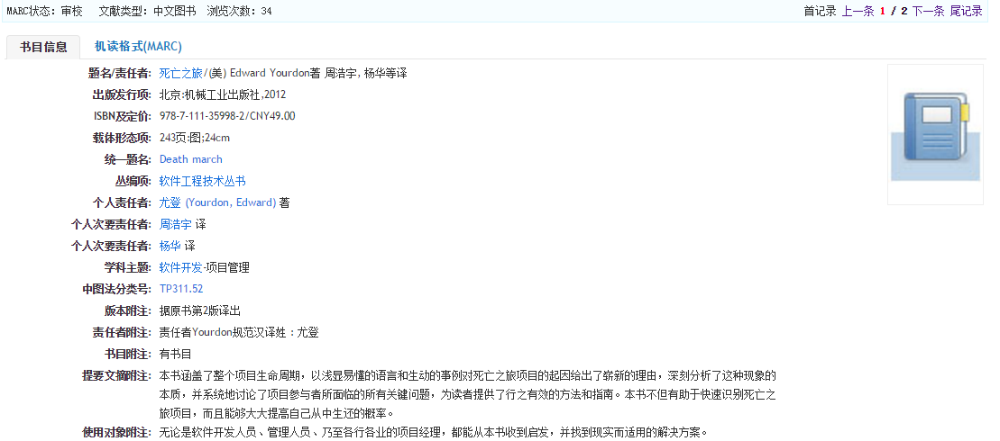 MARC状态：审校 文献类型：中文图书 浏览次数：34 首记录 上一条 1 / 2 下一条 尾记录
书目信息 机读格式(MARC)
题名/责任者: 死亡之旅/(美) Edward Yourdon著 周浩宇, 杨华等译
出版发行项: 北京:机械工业出版社,2012
ISBN及定价: 978-7-111-35998-2/CNY49.00
载体形态项: 243页:图;24cm
统一题名: Death march
丛编项: 软件工程技术丛书
个人责任者: 尤登 (Yourdon, Edward) 著
个人次要责任者: 周浩宇 译
个人次要责任者: 杨华 译
学科主题: 软件开发-项目管理
中图法分类号: TP311.52
版本附注: 据原书第2版译出
责任者附注: 责任者Yourdon规范汉译姓：尤登
书目附注: 有书目
提要文摘附注: 本书涵盖了整个项目生命周期，以浅显易懂的语言和生动的事例对死亡之旅项目的起因给出了崭新的理由，深刻分析了这种现象的
本质，并系统地讨论了项目参与者所面临的所有关键问题，为读者提供了行之有效的方法和指南。本书不但有助于快速识别死亡之
旅项目，而且能够大大提高自己从中生还的概率。
使用对象附注: 无论是软件开发人员、管理人员、乃至各行各业的项目经理，都能从本书收到启发，并找到现实而适用的解决方案。